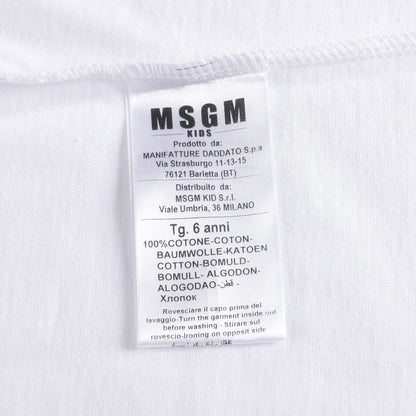 MSGM
KIDS
Prodotto da:
MANIFATTURE DADDATO S.p.a
Via Strasburgo 11-13-15
76121 Barletta (BT)
Distribuito da:
MSGM KID S.r.l.
Viale Umbria, 36 MILANO
Tg. 6 anni
100%COTONE-COTON-
BAUMWOLLE-KATOEN
COTTON-BOMULD-
BOMULL- ALGODON-
ALOGODAO- قطن -
Хлопок
Rovesciare il capo prima del
lavaggio-Turn the garment inside out
before washing - Stirare sul
rovescio-Ironing on opposit side